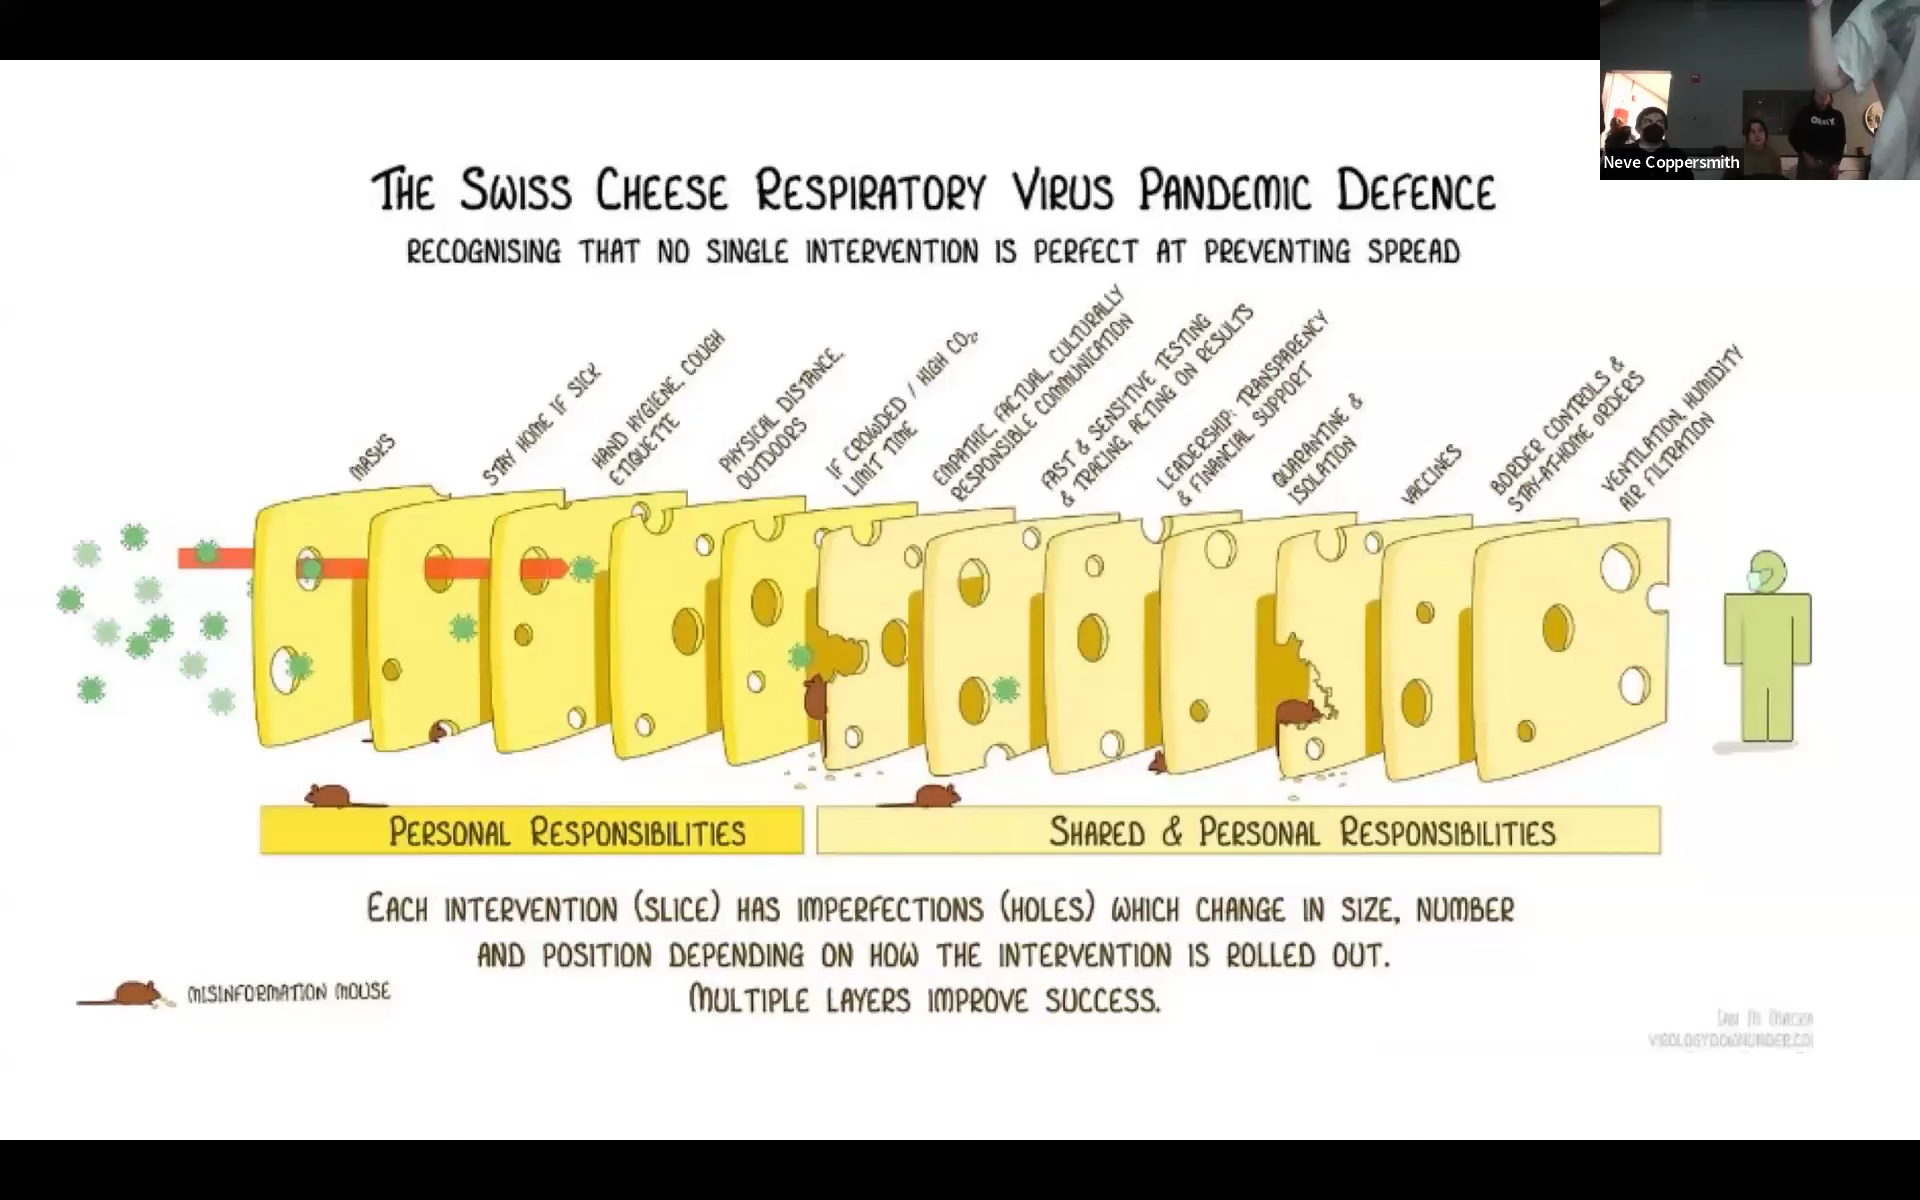 THE SWISS CHEESE RESPIRATORY VIRUS PANDEMIC DEFENCE
RECOGNISING THAT NO SINGLE INTERVENTION IS PERFECT AT PREVENTING SPREAD
MASKS
STAY HOME IF SICK
HAND HYGIENE, COUGH
ETIQUETTE
PHYSICAL DISTANCE,
OUTDOORS
IF CROWDED / HIGH CO2,
LIMIT TIME
EMPATHIC, FACTUAL, CULTURALLY
RESPONSIBLE COMMUNICATION
FAST & SENSITIVE TESTING
& TRACING, ACTING ON RESULTS
LEADERSHIP: TRANSPARENCY
& FINANCIAL SUPPORT
QUARANTINE &
ISOLATION
VACCINES
BORDER CONTROLS &
STAY-AT-HOME ORDERS
VENTILATION, HUMIDITY
AIR FILTRATION
PERSONAL RESPONSIBILITIES
SHARED & PERSONAL RESPONSIBILITIES
EACH INTERVENTION (SLICE) HAS IMPERFECTIONS (HOLES) WHICH CHANGE IN SIZE, NUMBER
AND POSITION DEPENDING ON HOW THE INTERVENTION IS ROLLED OUT.
MULTIPLE LAYERS IMPROVE SUCCESS.
MISINFORMATION MOUSE
VIROLOGYDOWNUNDER.CO
Neve Coppersmith